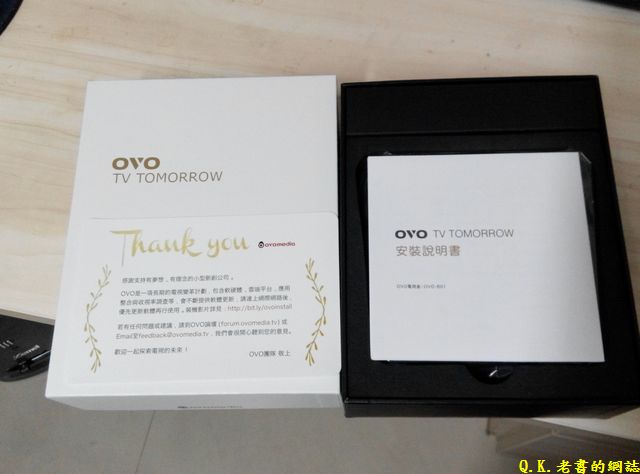 OVO
TV TOMORROW
Thank you ovomedia
感謝支持有夢想，有理念的小型新創公司。
OVO是一項長期的電視變革計劃，包含軟硬體，雲端平台，應用
整合與收視率調查等，會不斷提供軟體更新，請連上網際網路後，
優先更新軟體再行使用。裝機影片詳見：http://bit.ly/ovoinstall
若有任何問題或建議，請到OVO論壇 (forum.ovomedia.tv) 或
Email至feedback@ovomedia.tv，我們會很開心聽到您的意見。
歡迎一起探索電視的未來！
OVO團隊 敬上
OVO TV TOMORROW
安裝說明書
OVO電視盒 (OVO-B01)
Q.K.老書的網誌